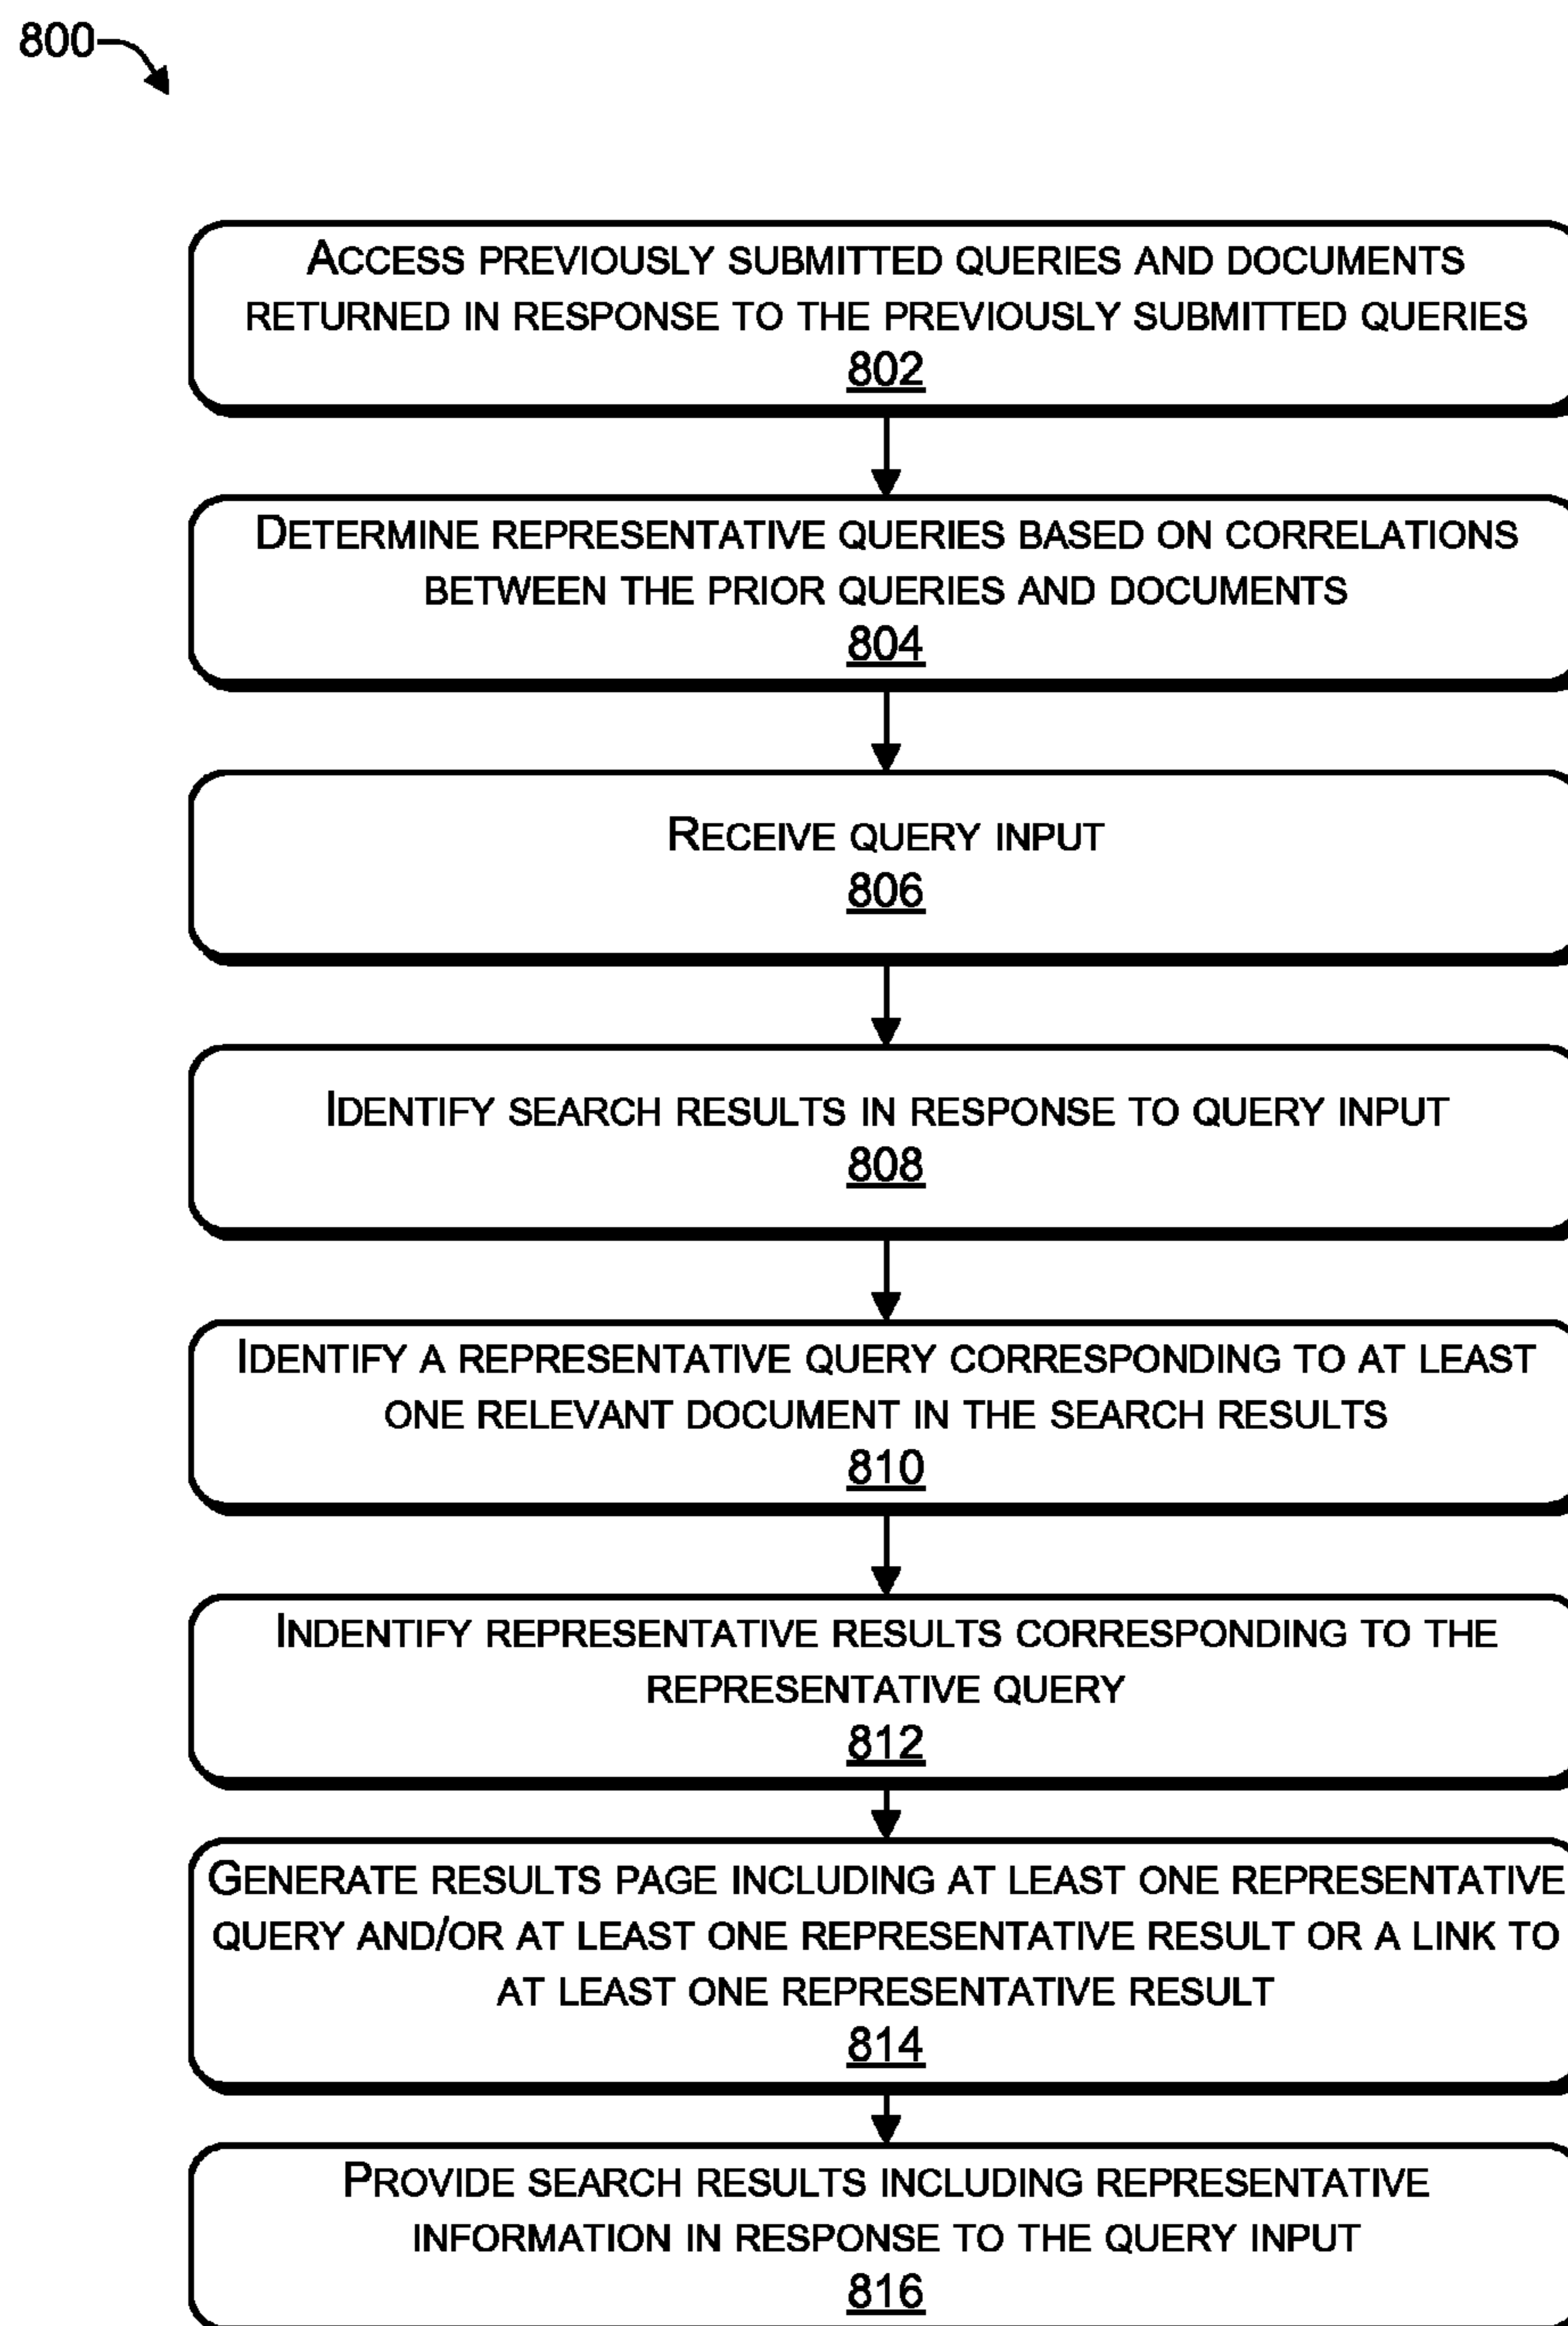 800
ACCESS PREVIOUSLY SUBMITTED QUERIES AND DOCUMENTS
RETURNED IN RESPONSE TO THE PREVIOUSLY SUBMITTED QUERIES
802
DETERMINE REPRESENTATIVE QUERIES BASED ON CORRELATIONS
BETWEEN THE PRIOR QUERIES AND DOCUMENTS
804
RECEIVE QUERY INPUT
806
IDENTIFY SEARCH RESULTS IN RESPONSE TO QUERY INPUT
808
IDENTIFY A REPRESENTATIVE QUERY CORRESPONDING TO AT LEAST
ONE RELEVANT DOCUMENT IN THE SEARCH RESULTS
810
INDENTIFY REPRESENTATIVE RESULTS CORRESPONDING TO THE
REPRESENTATIVE QUERY
812
GENERATE RESULTS PAGE INCLUDING AT LEAST ONE REPRESENTATIVE
QUERY AND/OR AT LEAST ONE REPRESENTATIVE RESULT OR A LINK TO
AT LEAST ONE REPRESENTATIVE RESULT
814
PROVIDE SEARCH RESULTS INCLUDING REPRESENTATIVE
INFORMATION IN RESPONSE TO THE QUERY INPUT
816